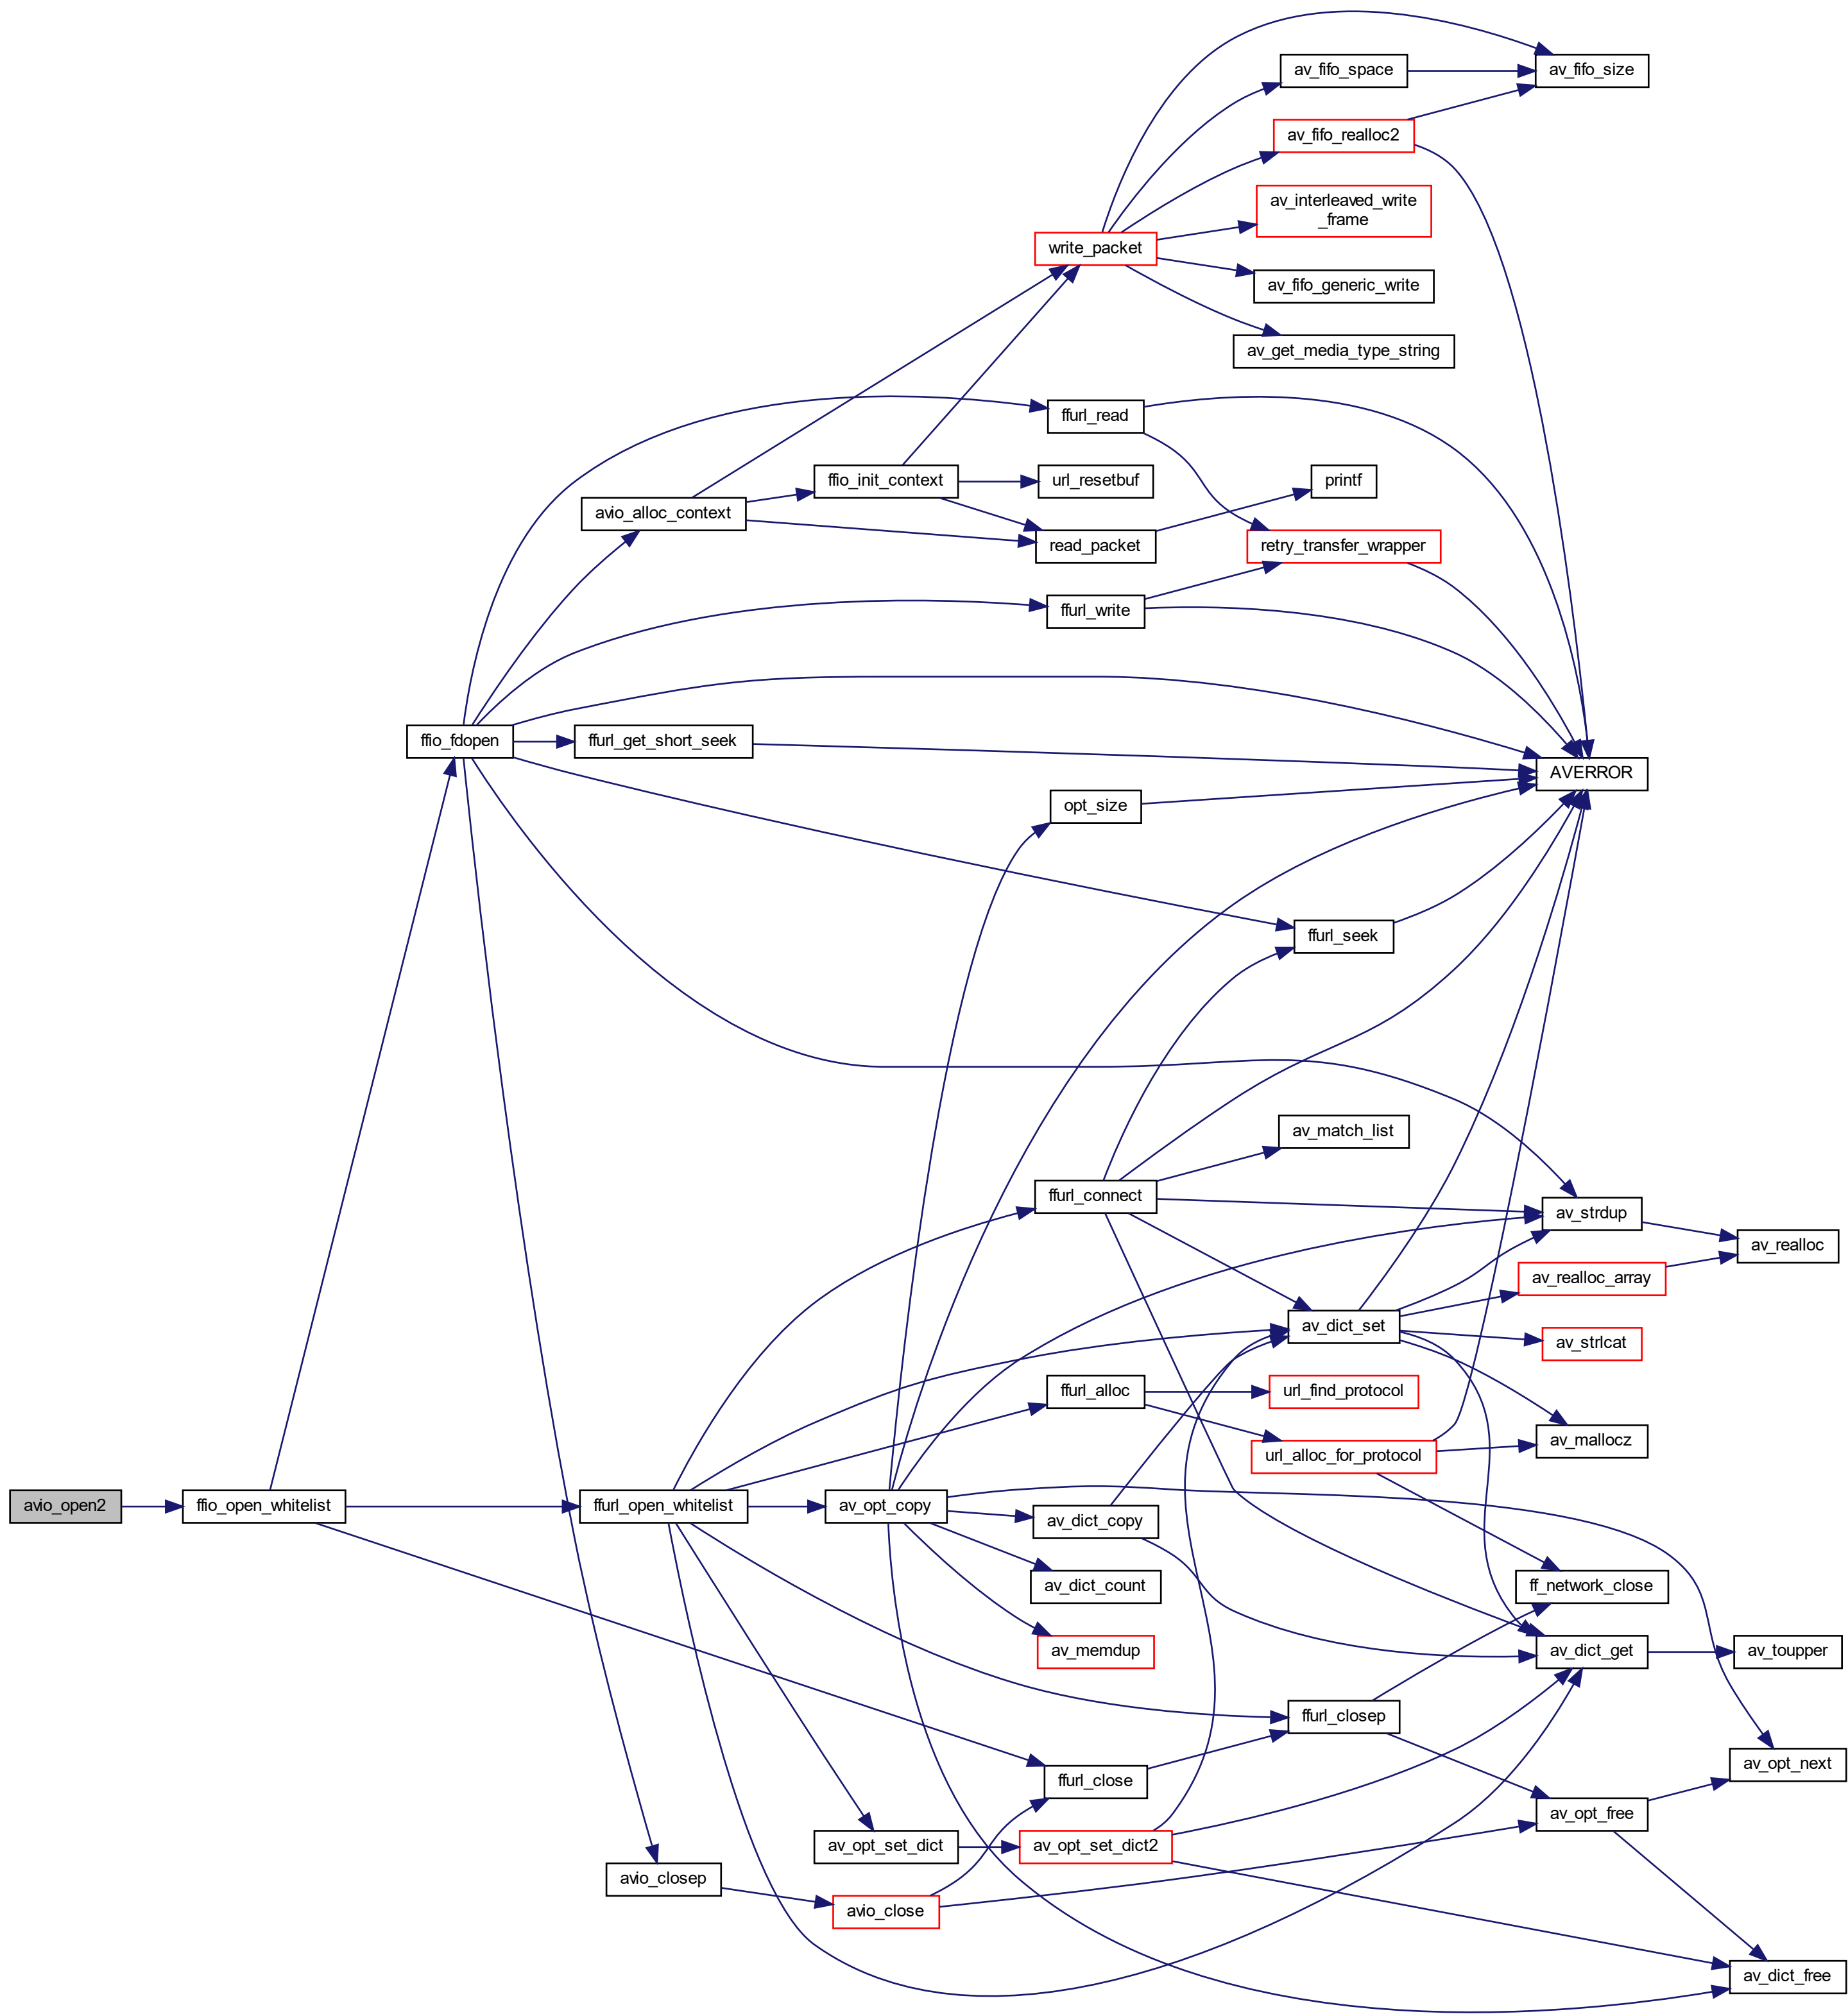 av_fifo_space
av_fifo_size
av_fifo_realloc2
av_interleaved_write
_frame
write_packet
av_fifo_generic_write
av_get_media_type_string
ffurl_read
ffio_init_context
url_resetbuf
printf
avio_alloc_context
read_packet
retry_transfer_wrapper
ffurl_write
ffio_fdopen
ffurl_get_short_seek
AVERROR
opt_size
ffurl_seek
av_match_list
ffurl_connect
av_strdup
av_realloc
av_realloc_array
av_dict_set
av_strlcat
ffurl_alloc
url_find_protocol
url_alloc_for_protocol
av_mallocz
avio_open2
ffio_open_whitelist
ffurl_open_whitelist
av_opt_copy
av_dict_copy
av_dict_count
ff_network_close
av_memdup
av_dict_get
av_toupper
ffurl_closep
av_opt_next
ffurl_close
av_opt_free
av_opt_set_dict
av_opt_set_dict2
avio_closep
avio_close
av_dict_free